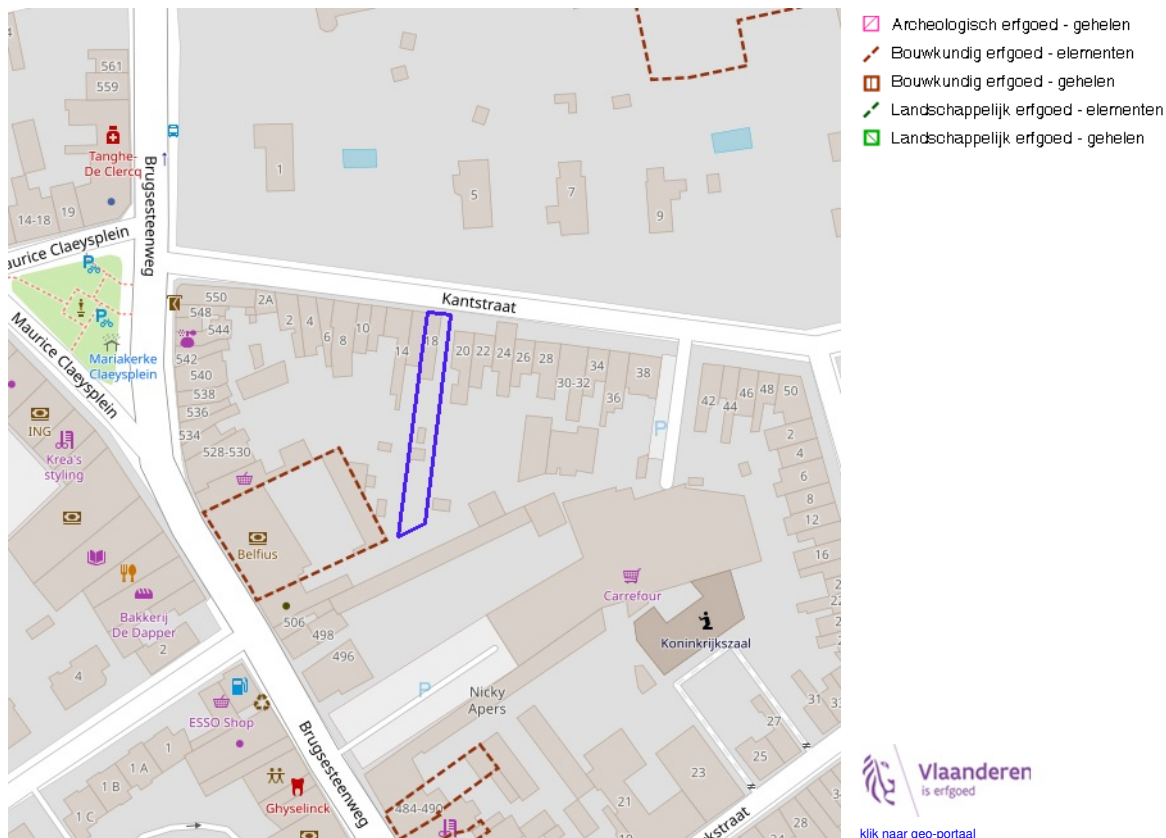 Archeologisch erfgoed - gehelen
Bouwkundig erfgoed - elementen
Bouwkundig erfgoed - gehelen
Landschappelijk erfgoed - elementen
Landschappelijk erfgoed - gehelen
561
559
Tanghe-
De Clercq
14-18
19
Brugsesteenweg
aurice Claeysplein
1
5
7
9
Kantstraat
550
2A
548
544
2
4
6
8
10
14
18
20
22
24
26
28
30-32
34
36
38
542
540
538
536
534
528-530
42
44
46
48
50
2
4
6
8
12
16
Mariakerke
Claeysplein
Maurice Claeysplein
ING
Krea's
styling
P
Belfius
Carrefour
Koninkrijkszaal
Bakkerij
De Dapper
2
4
506
498
496
P
Nicky
Apers
ESSO Shop
Brugsesteenweg
1
1 A
1 B
1 C
Ghyselinck
484-490
23
21
25
27
31
28
kstraat
Vlaanderen
is erfgoed
klik naar geo-portaal